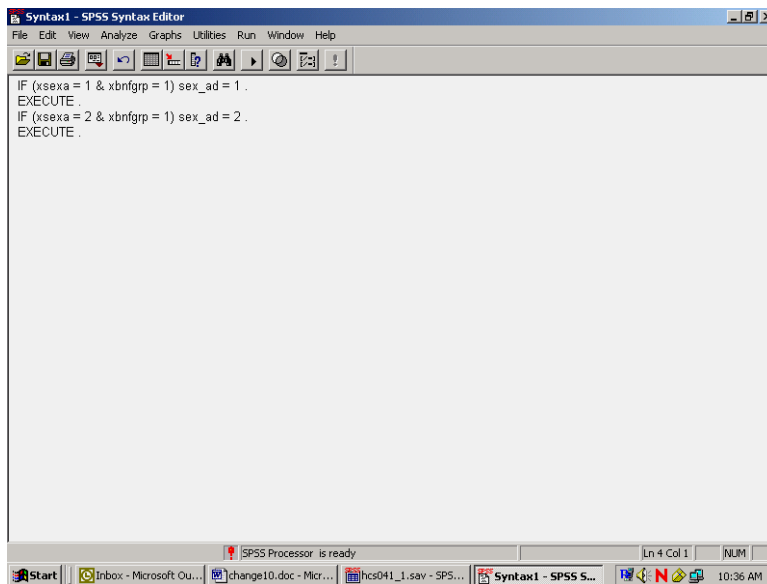 Syntax1 - SPSS Syntax Editor
File Edit View Analyze Graphs Utilities Run Window Help
IF (xsexa = 1 & xbnfgrp = 1) sex_ad = 1 .
EXECUTE .
IF (xsexa = 2 & xbnfgrp = 1) sex_ad = 2 .
EXECUTE .
SPSS Processor is ready Ln 4 Col 1 NUM
Start Inbox - Microsoft Ou... change10.doc - Micr... hcs041_1.sav - SPS... Syntax1 - SPSS S... N 10:36 AM